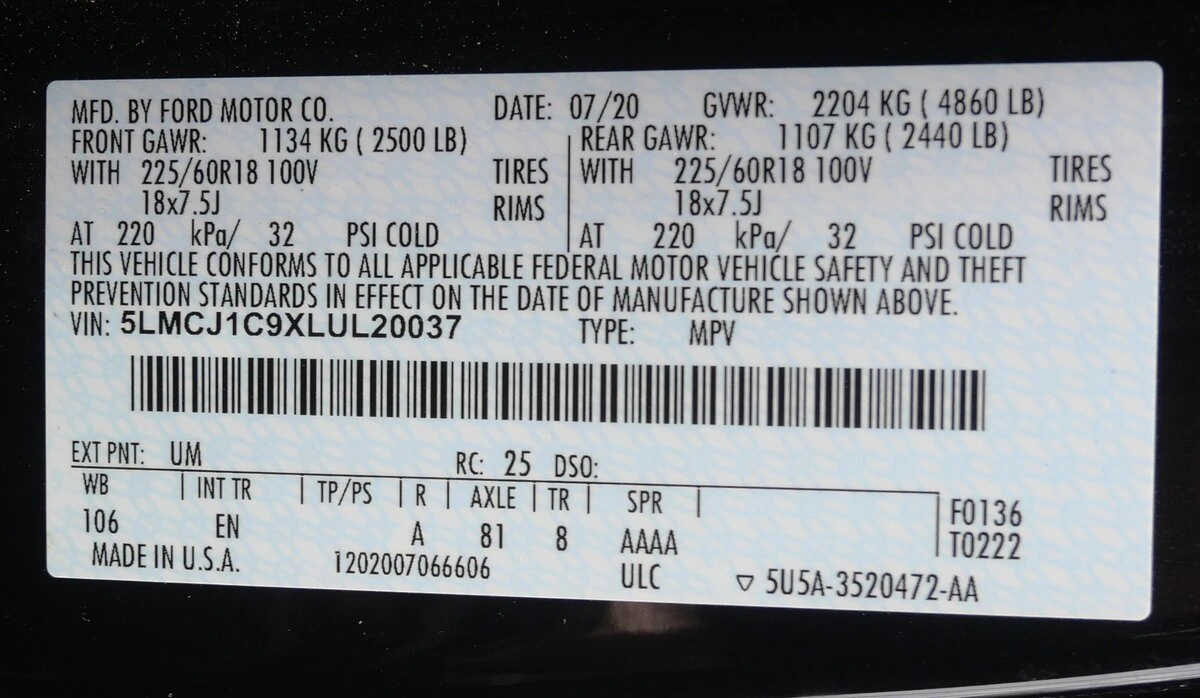 MFD. BY FORD MOTOR CO. DATE: 07/20 GVWR: 2204 KG ( 4860 LB)
FRONT GAWR: 1134 KG ( 2500 LB) REAR GAWR: 1107 KG ( 2440 LB)
WITH 225/60R18 100V TIRES WITH 225/60R18 100V TIRES
18x7.5J RIMS 18x7.5J RIMS
AT 220 kPa/ 32 PSI COLD AT 220 kPa/ 32 PSI COLD
THIS VEHICLE CONFORMS TO ALL APPLICABLE FEDERAL MOTOR VEHICLE SAFETY AND THEFT
PREVENTION STANDARDS IN EFFECT ON THE DATE OF MANUFACTURE SHOWN ABOVE.
VIN: 5LMCJ1C9XLUL20037 TYPE: MPV
EXT PNT: UM RC: 25 DSO:
WB INT TR TP/PS R AXLE TR SPR F0136
106 EN A 81 8 AAAA T0222
MADE IN U.S.A. 1202007066606 ULC ▽ 5U5A-3520472-AA